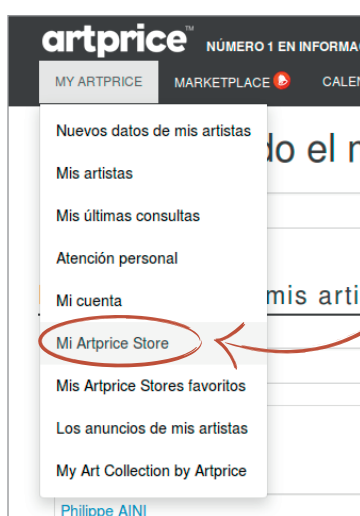 artprice™ NÚMERO 1 EN INFORMA
MY ARTPRICE MARKETPLACE CALEN
Nuevos datos de mis artistas
do el
Mis artistas
Mis últimas consultas
Atención personal
Mi cuenta
mis arti
Mi Artprice Store
Mis Artprice Stores favoritos
Los anuncios de mis artistas
My Art Collection by Artprice
Philippe AINI